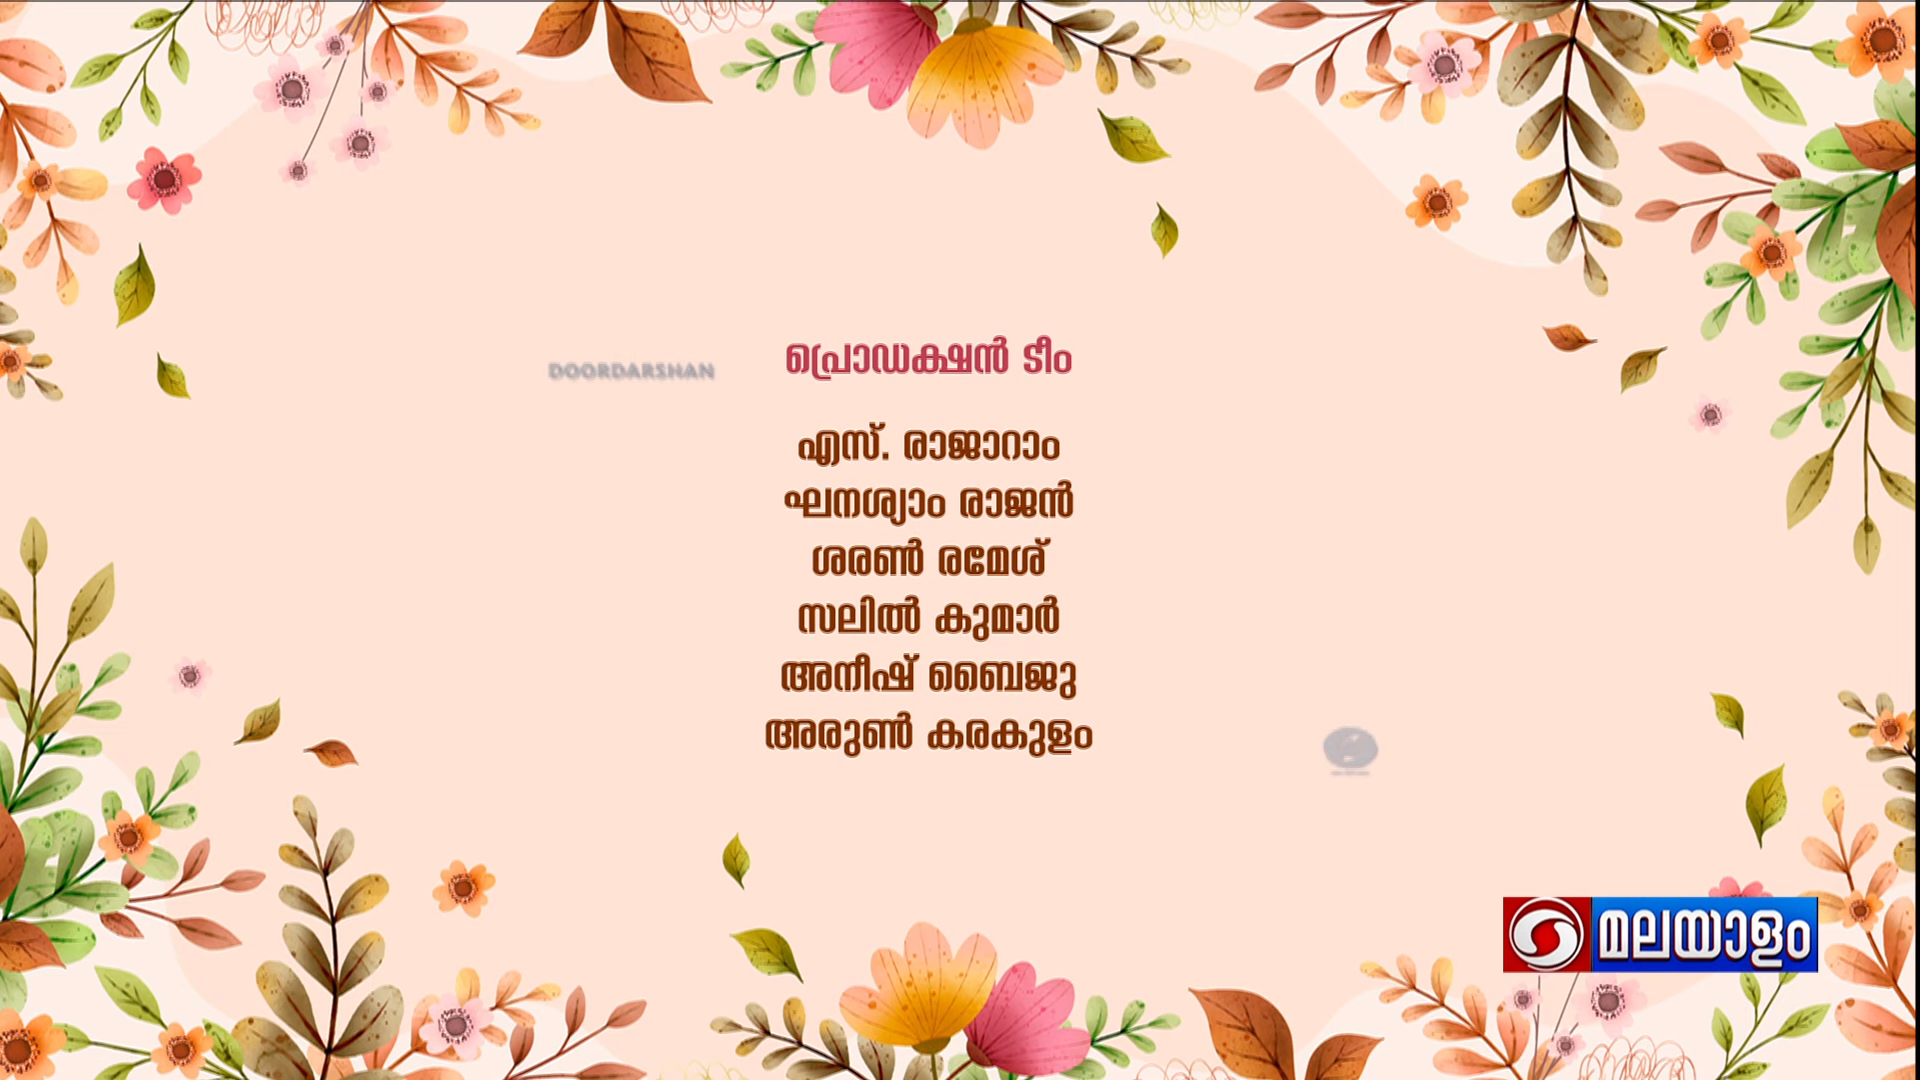 DOORDARSHAN
പ്രൊഡക്ഷൻ ടീം
എസ്. രാജാറാം
ഘനശ്യാം രാജൻ
ശരൺ രമേശ്
സലിൽ കുമാർ
അനീഷ് ബൈജു
അരുൺ കരകുളം
മലയാളം